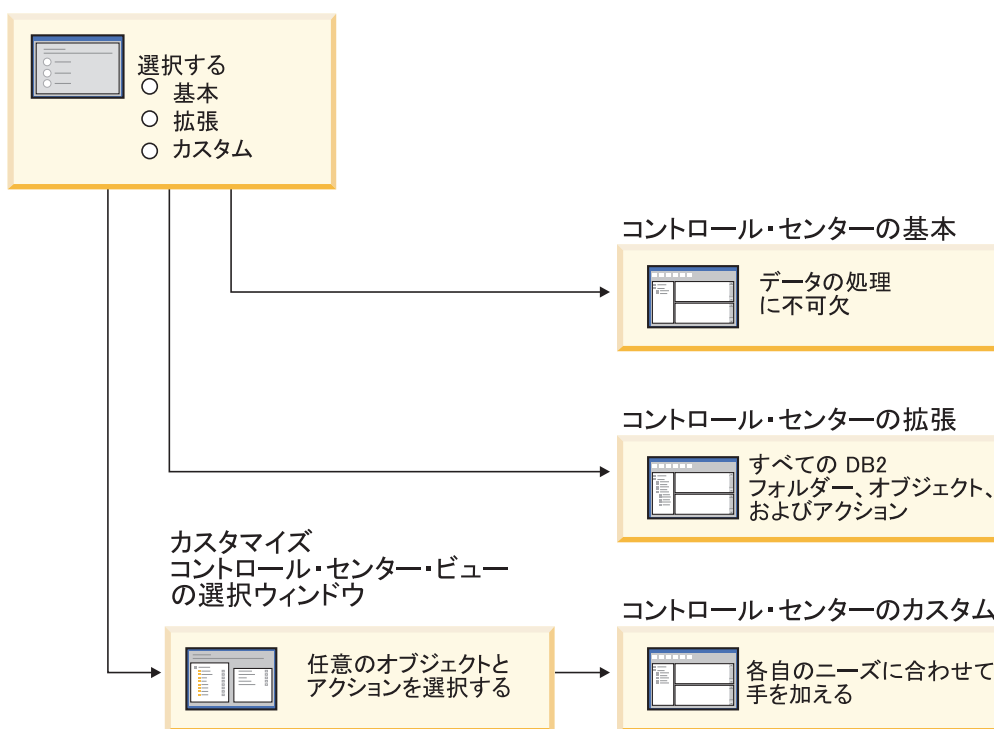 選択する
基本
拡張
カスタム
コントロール・センターの基本
データの処理
に不可欠
コントロール・センターの拡張
すべての DB2
フォルダー、オブジェクト、
およびアクション
カスタマイズ
コントロール・センター・ビュー
の選択ウィンドウ
任意のオブジェクトと
アクションを選択する
コントロール・センターのカスタム
各自のニーズに合わせて
手を加える